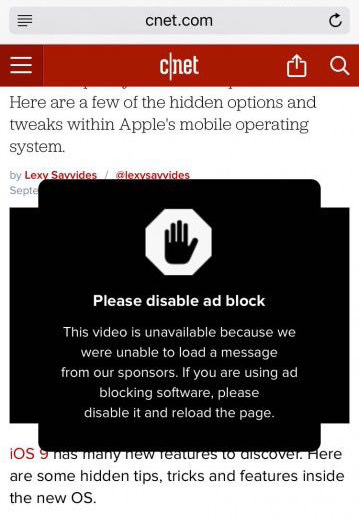 cnet.com
c|net
Here are a few of the hidden options and
tweaks within Apple's mobile operating
system.
by Lexy Savvides / @lexysavvides
Septe
Please disable ad block
This video is unavailable because we
were unable to load a message
from our sponsors. If you are using ad
blocking software, please
disable it and reload the page.
iOS 9 has many new features to discover. Here
are some hidden tips, tricks and features inside
the new OS.